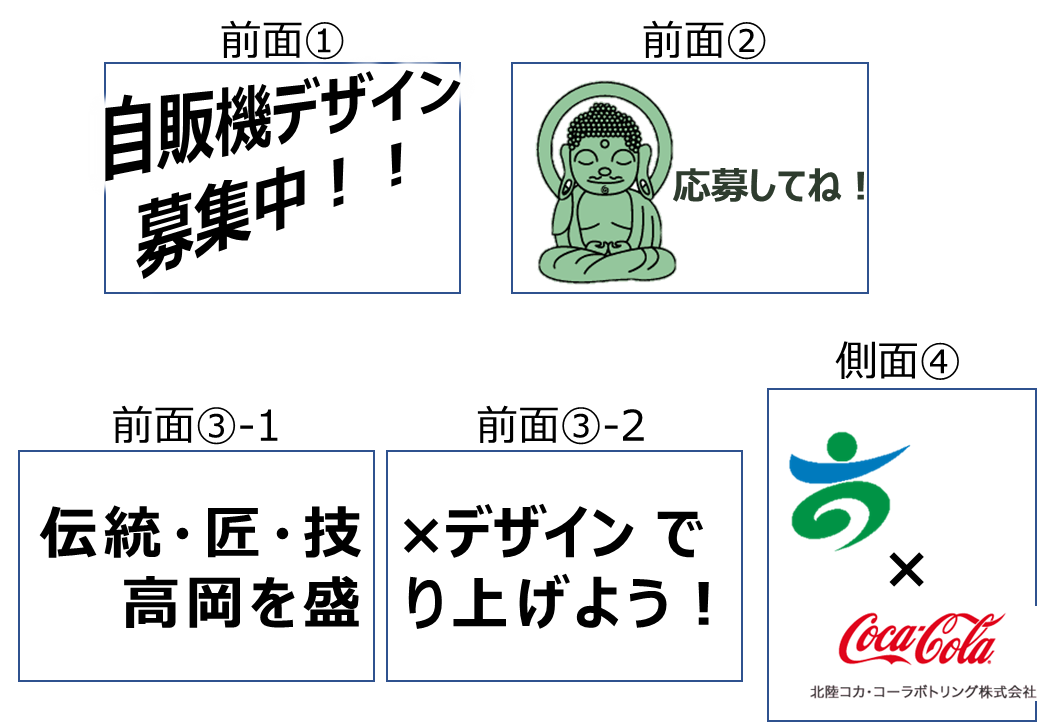 前面①
自販機デザイン
募集中！！
前面②
応募してね！
前面③-1
伝統・匠・技
高岡を盛
前面③-2
×デザイン で
り上げよう！
側面④
×
Coca-Cola
北陸コカ・コーラボトリング株式会社